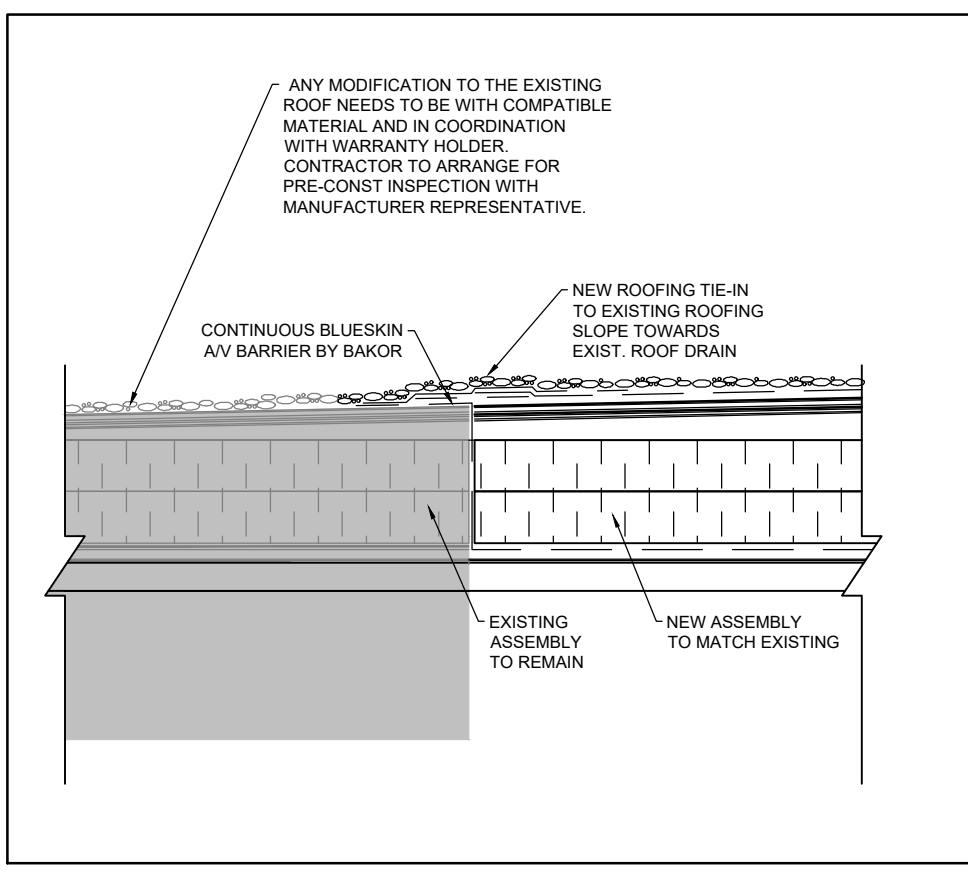 ANY MODIFICATION TO THE EXISTING
ROOF NEEDS TO BE WITH COMPATIBLE
MATERIAL AND IN COORDINATION
WITH WARRANTY HOLDER.
CONTRACTOR TO ARRANGE FOR
PRE-CONST INSPECTION WITH
MANUFACTURER REPRESENTATIVE.
NEW ROOFING TIE-IN
TO EXISTING ROOFING
SLOPE TOWARDS
EXIST. ROOF DRAIN
CONTINUOUS BLUESKIN
A/V BARRIER BY BAKOR
EXISTING
ASSEMBLY
TO REMAIN
NEW ASSEMBLY
TO MATCH EXISTING